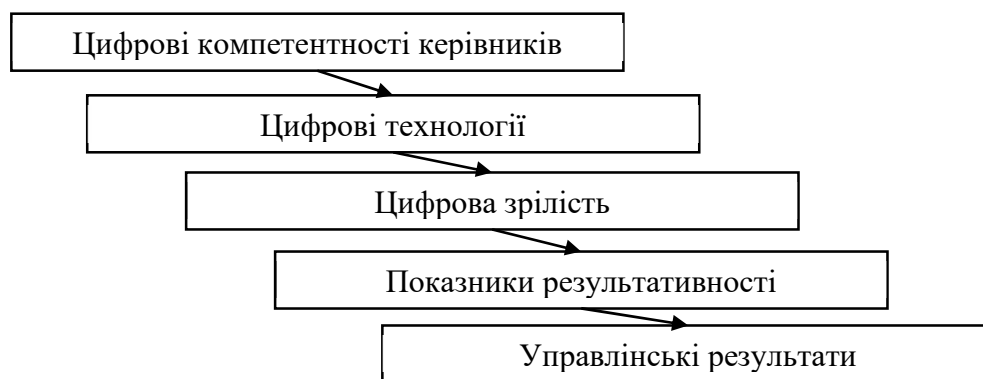 Цифрові компетентності керівників
Цифрові технології
Цифрова зрілість
Показники результативності
Управлінські результати